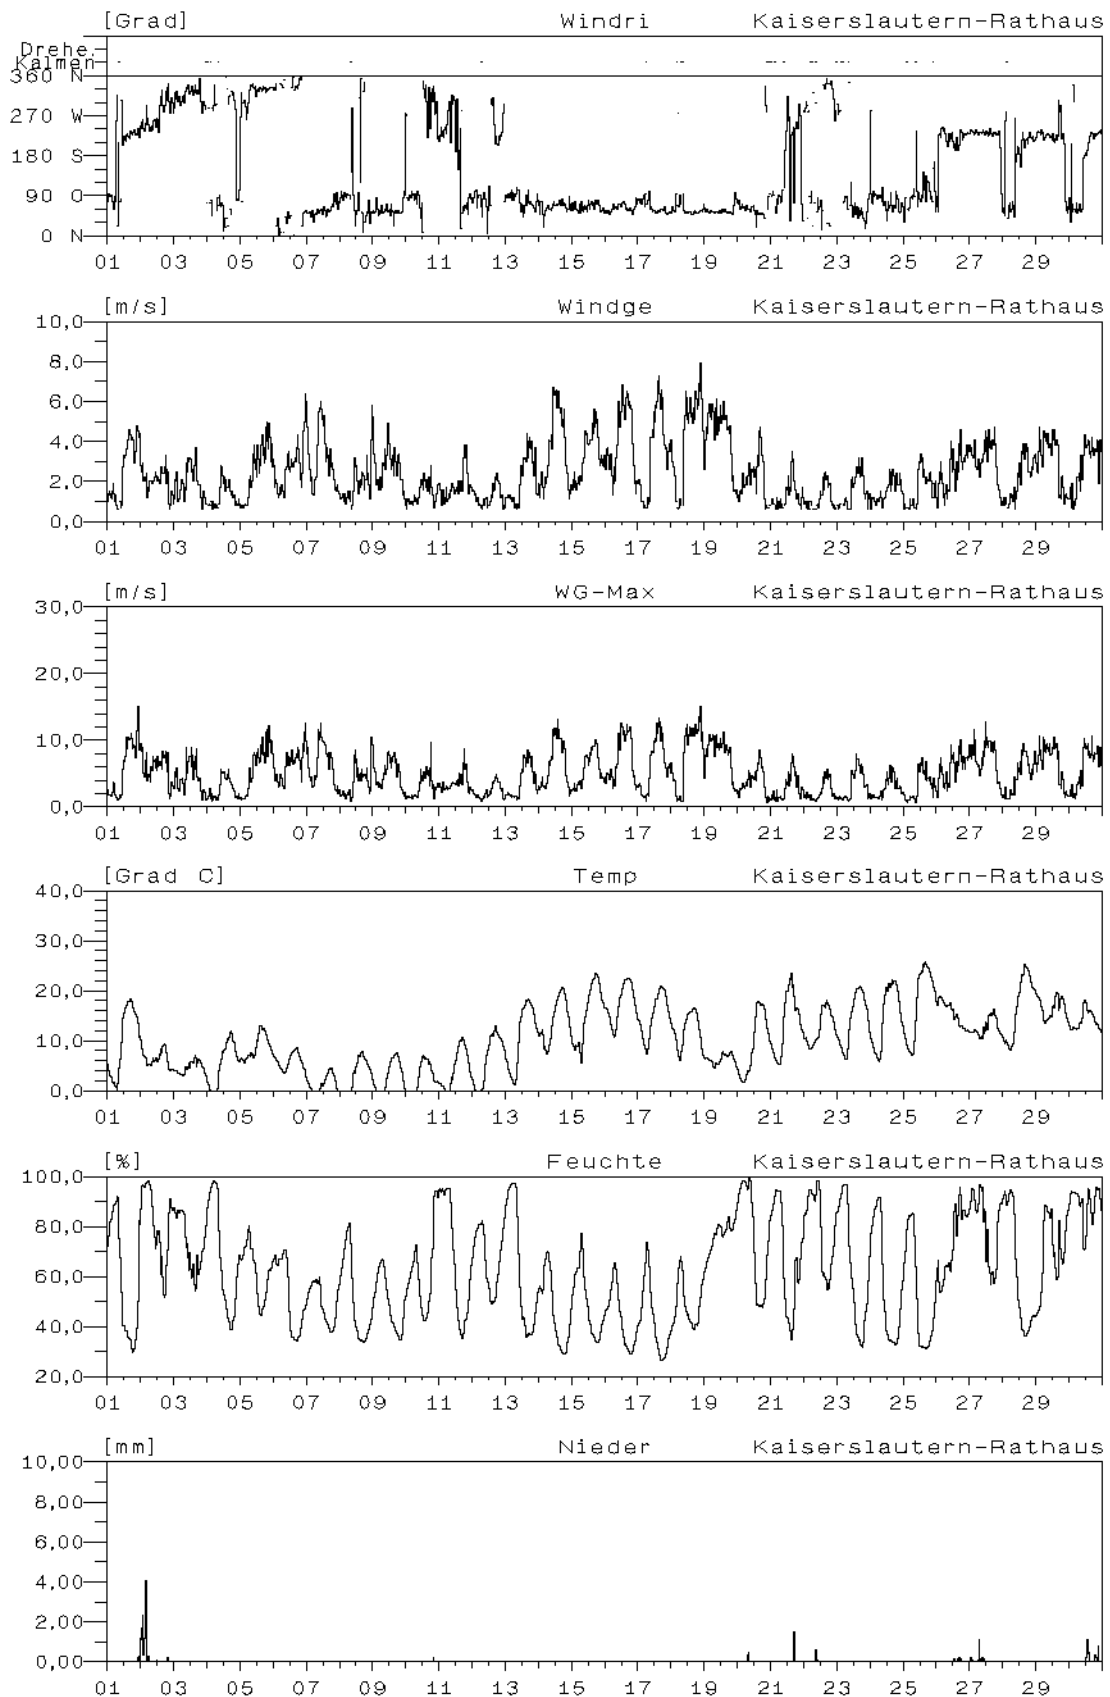 [Grad] Windri Kaiserslautern-Rathaus
Drehe.
Kalmen
360 N
270 W
180 S
90 O
0 N
01 03 05 07 09 11 13 15 17 19 21 23 25 27 29
[m/s] Windge Kaiserslautern-Rathaus
10,0
8,0
6,0
4,0
2,0
0,0
01 03 05 07 09 11 13 15 17 19 21 23 25 27 29
[m/s] WG-Max Kaiserslautern-Rathaus
30,0
20,0
10,0
0,0
01 03 05 07 09 11 13 15 17 19 21 23 25 27 29
[Grad C] Temp Kaiserslautern-Rathaus
40,0
30,0
20,0
10,0
0,0
01 03 05 07 09 11 13 15 17 19 21 23 25 27 29
[%] Feuchte Kaiserslautern-Rathaus
100,0
80,0
60,0
40,0
20,0
01 03 05 07 09 11 13 15 17 19 21 23 25 27 29
[mm] Nieder Kaiserslautern-Rathaus
10,00
8,00
6,00
4,00
2,00
0,00
01 03 05 07 09 11 13 15 17 19 21 23 25 27 29